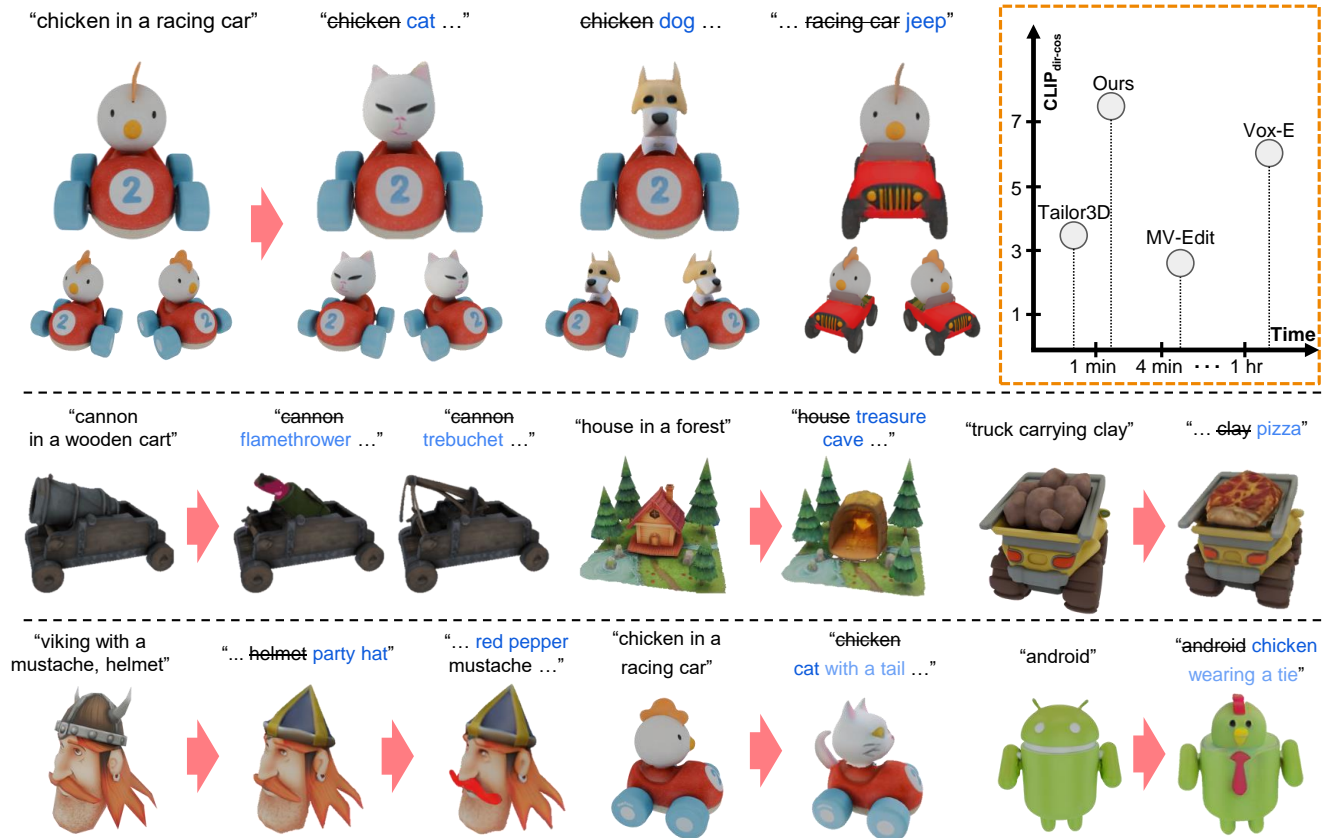 “chicken in a racing car”
“chicken cat …”
chicken dog …
“… racing car jeep”
2
2
2
2
2
2
2
2
2
CLIPdir-cos
7
5
3
1
Ours
Vox-E
Tailor3D
MV-Edit
Time
1 min
4 min
…
1 hr
“cannon
in a wooden cart”
“cannon
flamethrower …”
“cannon
trebuchet …”
“house in a forest”
“house treasure
cave …”
“truck carrying clay”
“… clay pizza”
“viking with a
mustache, helmet”
“... helmet party hat”
“… red pepper
mustache …”
“chicken in a
racing car”
“chicken
cat with a tail …”
“android”
“android chicken
wearing a tie”
2
2